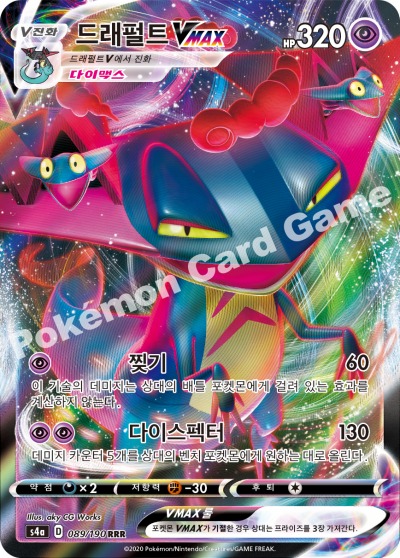 V진화
드래펄트 VMAX
HP 320
드래펄트V에서 진화
다이맥스
Pokémon Card Game
찢기 60
이 기술의 데미지는 상대의 배틀 포켓몬에게 걸려 있는 효과를
계산하지 않는다.
다이스펙터 130
데미지 카운터 5개를 상대의 벤치 포켓몬에게 원하는 대로 올린다.
약점 ×2 저항력 -30 후퇴
Illus. aky CG Works
s4a D 089/190 RRR
VMAX룰
포켓몬VMAX가 기절한 경우 상대는 프라이즈를 3장 가져간다.
©2020 Pokémon/Nintendo/Creatures/GAME FREAK.